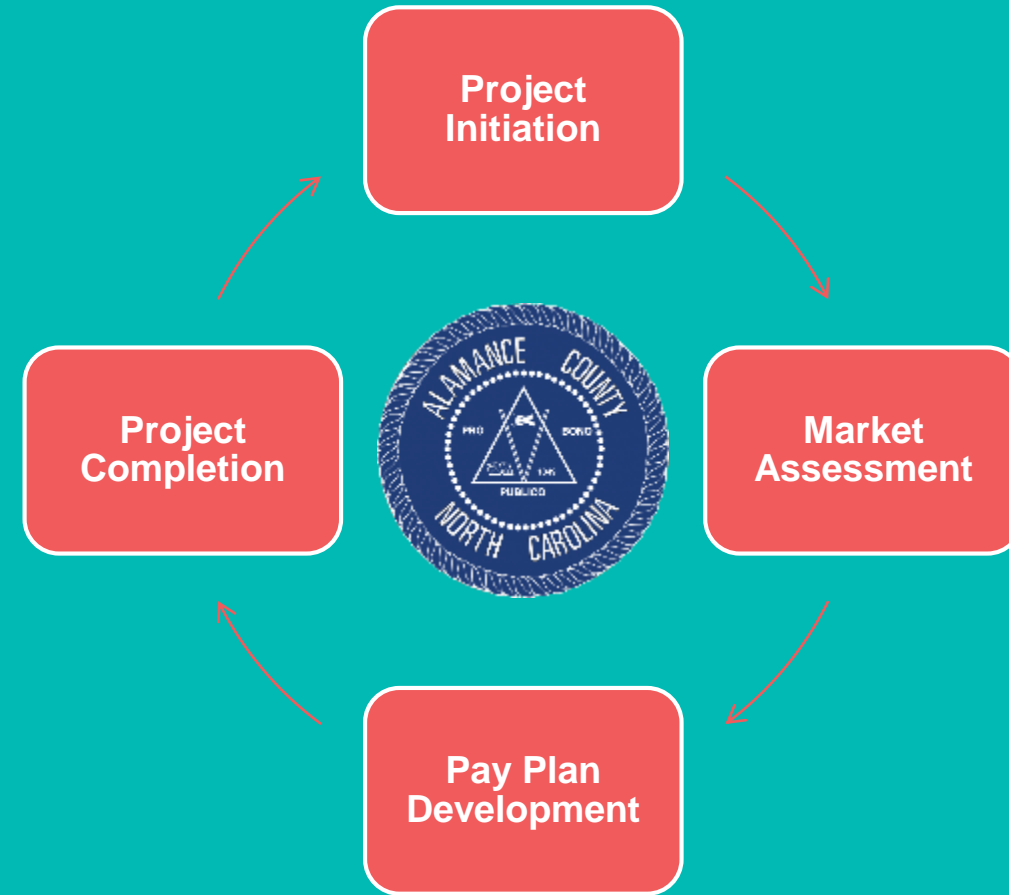 Project
Initiation
Market
Assessment
Pay Plan
Development
Project
Completion
ALAMANCE COUNTY
PRO BONO
PUBLICO
NORTH CAROLINA